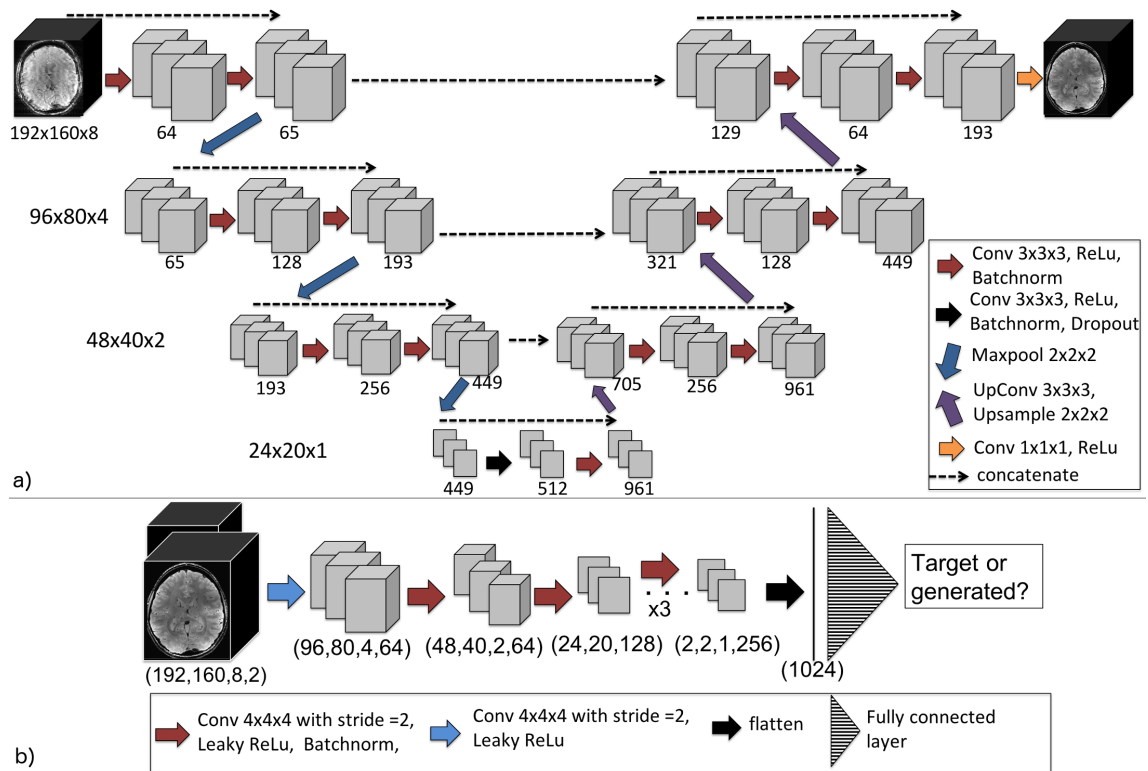 192x160x8
64
65
129
64
193
96x80x4
65
128
193
321
128
449
48x40x2
193
256
449
705
256
961
24x20x1
449
512
961
Conv 3x3x3, ReLu,
Batchnorm
Conv 3x3x3, ReLu,
Batchnorm, Dropout
Maxpool 2x2x2
UpConv 3x3x3,
Upsample 2x2x2
Conv 1x1x1, ReLu
concatenate
a)
x3
. . .
Target or
generated?
(192,160,8,2)
(96,80,4,64)
(48,40,2,64)
(24,20,128)
(2,2,1,256)
(1024)
Conv 4x4x4 with stride =2,
Leaky ReLu, Batchnorm,
Conv 4x4x4 with stride =2,
Leaky ReLu
flatten
Fully connected
layer
b)